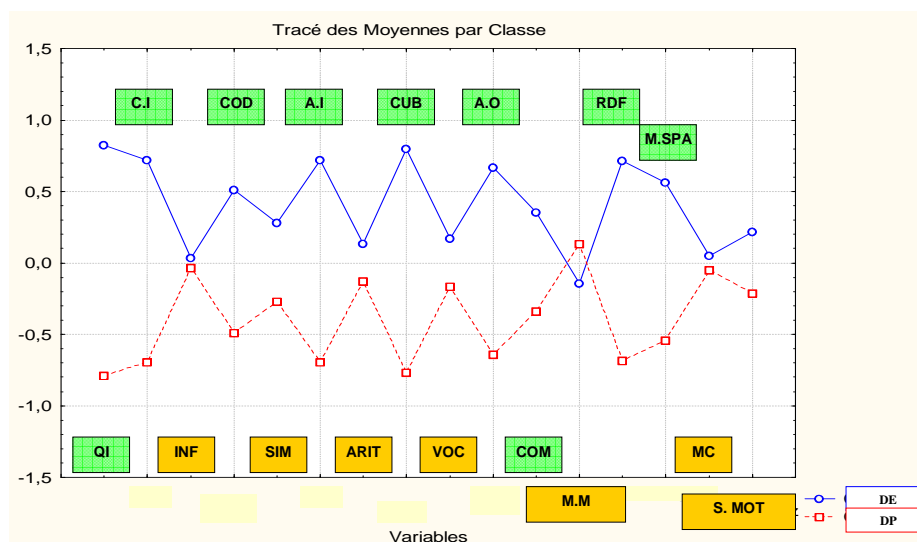 Tracé des Moyennes par Classe
1,5
1,0
0,5
0,0
-0,5
-1,0
-1,5
C.I
COD
A.I
CUB
A.O
RDF
M.SPA
QI
INF
SIM
ARIT
VOC
COM
MC
M.M
S. MOT
DE
DP
Variables